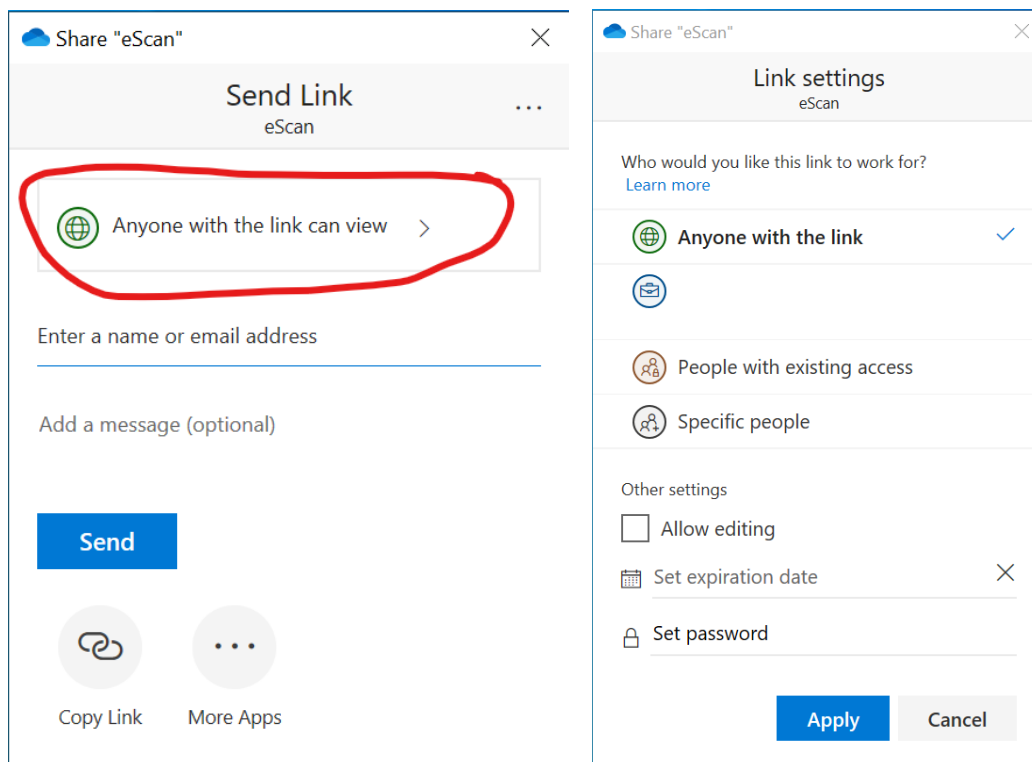 Share "eScan"
Send Link
eScan
Anyone with the link can view
Enter a name or email address
Add a message (optional)
Send
Copy Link
More Apps
Share "eScan"
Link settings
eScan
Who would you like this link to work for?
Learn more
Anyone with the link
People with existing access
Specific people
Other settings
Allow editing
Set expiration date
Set password
Apply
Cancel